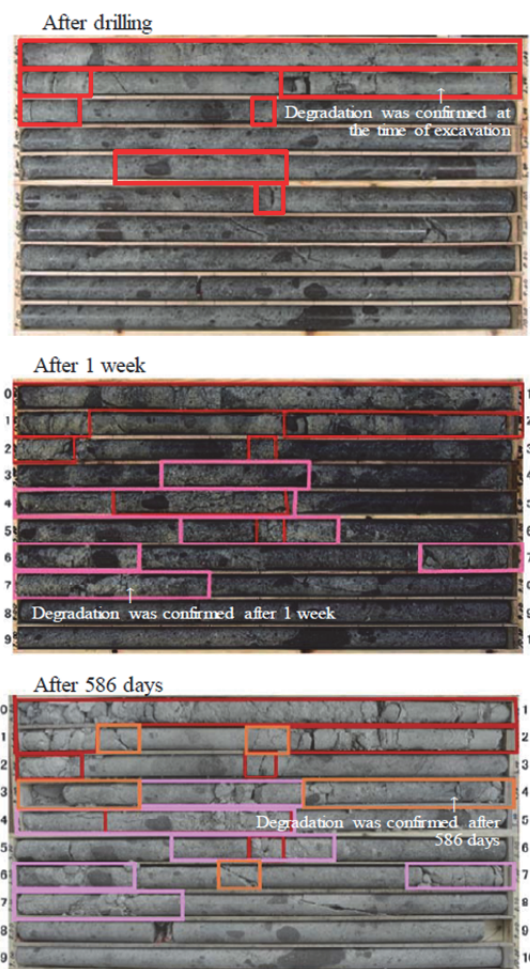 After drilling
↑
Degradation was confirmed at
the time of excavation
After 1 week
0 1
1 2
2 3
3 4
4 5
5 6
6 7
7
↑
Degradation was confirmed after 1 week
8
9 1
After 586 days
0 1
1 2
2 3
3 4
↑
4 5
Degradation was confirmed after
586 days
5 6
6 7
7 8
8 9
9 10